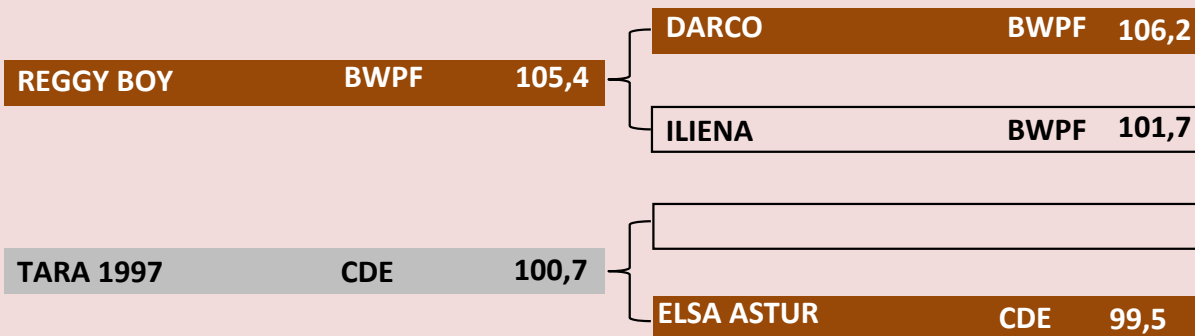 DARCO BWPF 106,2
REGGY BOY BWPF 105,4
ILIENA BWPF 101,7
TARA 1997 CDE 100,7
ELSA ASTUR CDE 99,5